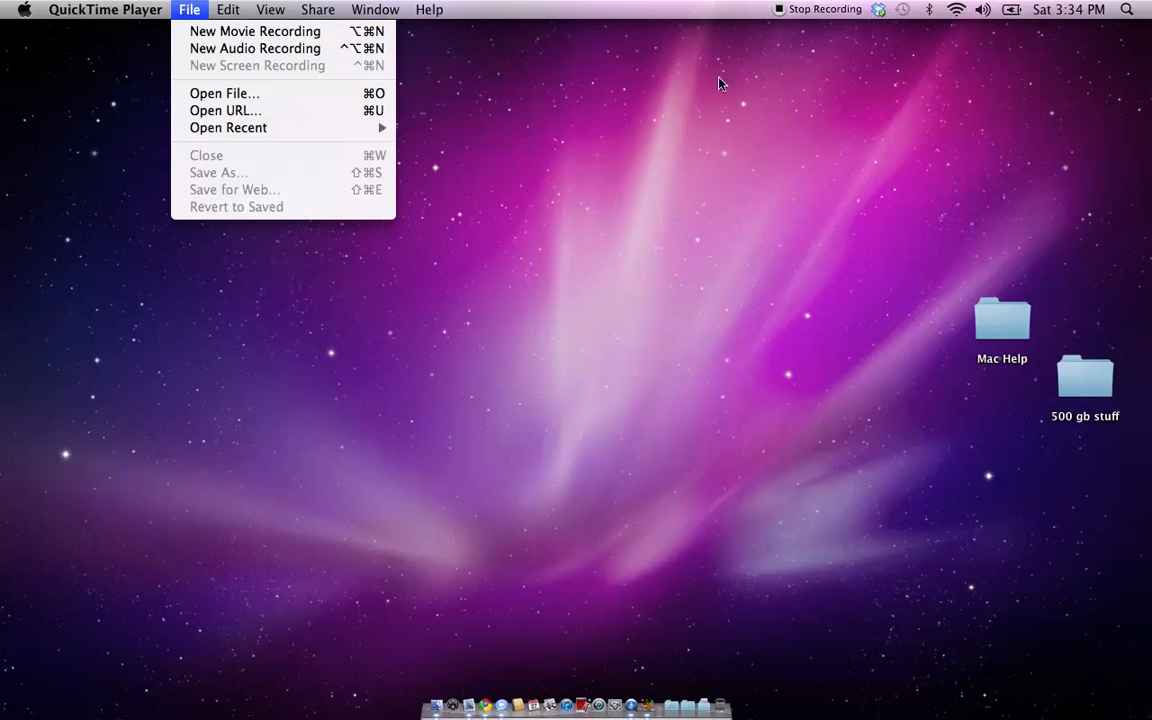 QuickTime Player File Edit View Share Window Help Stop Recording Sat 3:34 PM
New Movie Recording ⌥⌘N
New Audio Recording ^⌥⌘N
New Screen Recording ^⌘N
Open File... ⌘O
Open URL... ⌘U
Open Recent
Close ⌘W
Save As... ⇧⌘S
Save for Web... ⇧⌘E
Revert to Saved
Mac Help
500 gb stuff